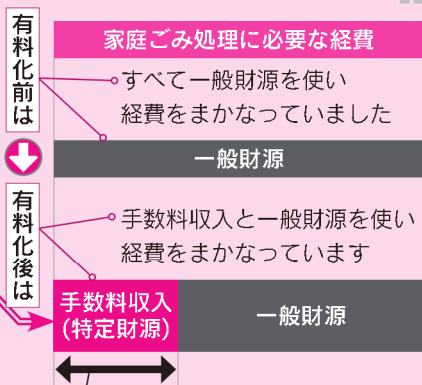 家庭ごみ処理に必要な経費
有料化前は
すべて一般財源を使い
経費をまかなっていました
一般財源
有料化後は
手数料収入と一般財源を使い
経費をまかなっています
手数料収入
(特定財源)
一般財源